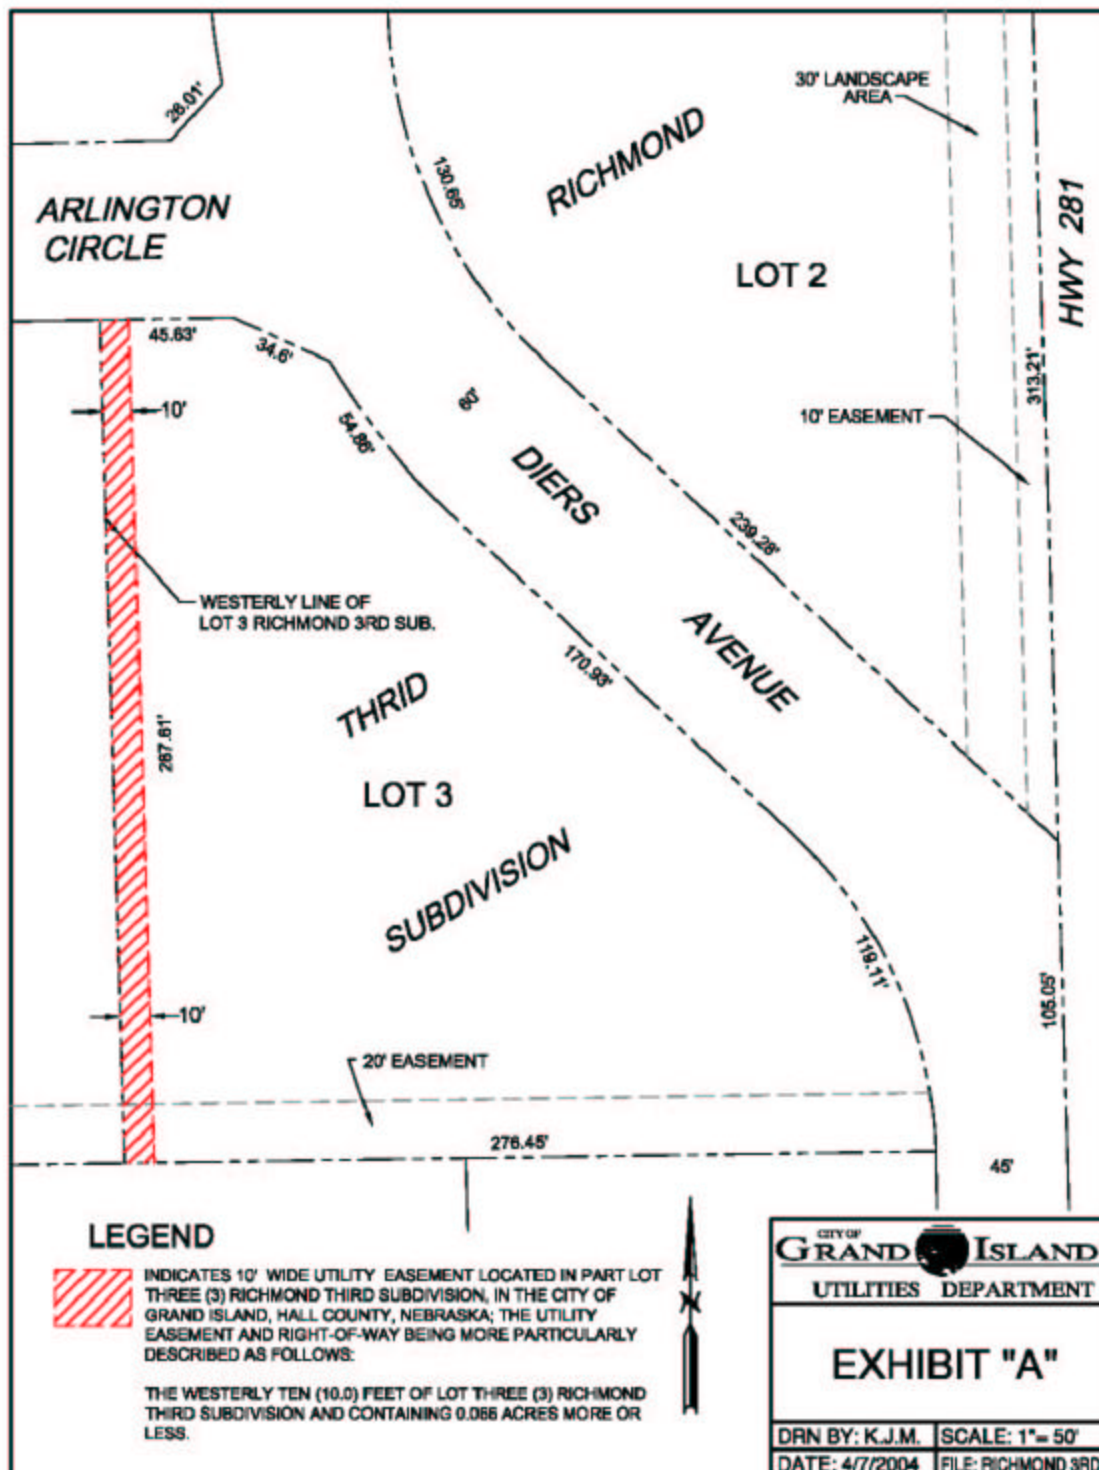 26.01'
30' LANDSCAPE
AREA
RICHMOND
130.65'
ARLINGTON
CIRCLE
HWY 281
LOT 2
45.63'
34.6'
313.21'
10'
54.86'
60'
10' EASEMENT
DIERS
239.28'
WESTERLY LINE OF
LOT 3 RICHMOND 3RD SUB.
AVENUE
170.93'
THRID
287.61'
LOT 3
SUBDIVISION
119.11'
105.05'
10'
20' EASEMENT
276.45'
45'
LEGEND
INDICATES 10' WIDE UTILITY EASEMENT LOCATED IN PART LOT
THREE (3) RICHMOND THIRD SUBDIVISION, IN THE CITY OF
GRAND ISLAND, HALL COUNTY, NEBRASKA; THE UTILITY
EASEMENT AND RIGHT-OF-WAY BEING MORE PARTICULARLY
DESCRIBED AS FOLLOWS:
THE WESTERLY TEN (10.0) FEET OF LOT THREE (3) RICHMOND
THIRD SUBDIVISION AND CONTAINING 0.066 ACRES MORE OR
LESS.
N
CITY OF
GRAND ISLAND
UTILITIES DEPARTMENT
EXHIBIT "A"
DRN BY: K.J.M.
SCALE: 1"= 50'
DATE: 4/7/2004
FILE: RICHMOND 3RD